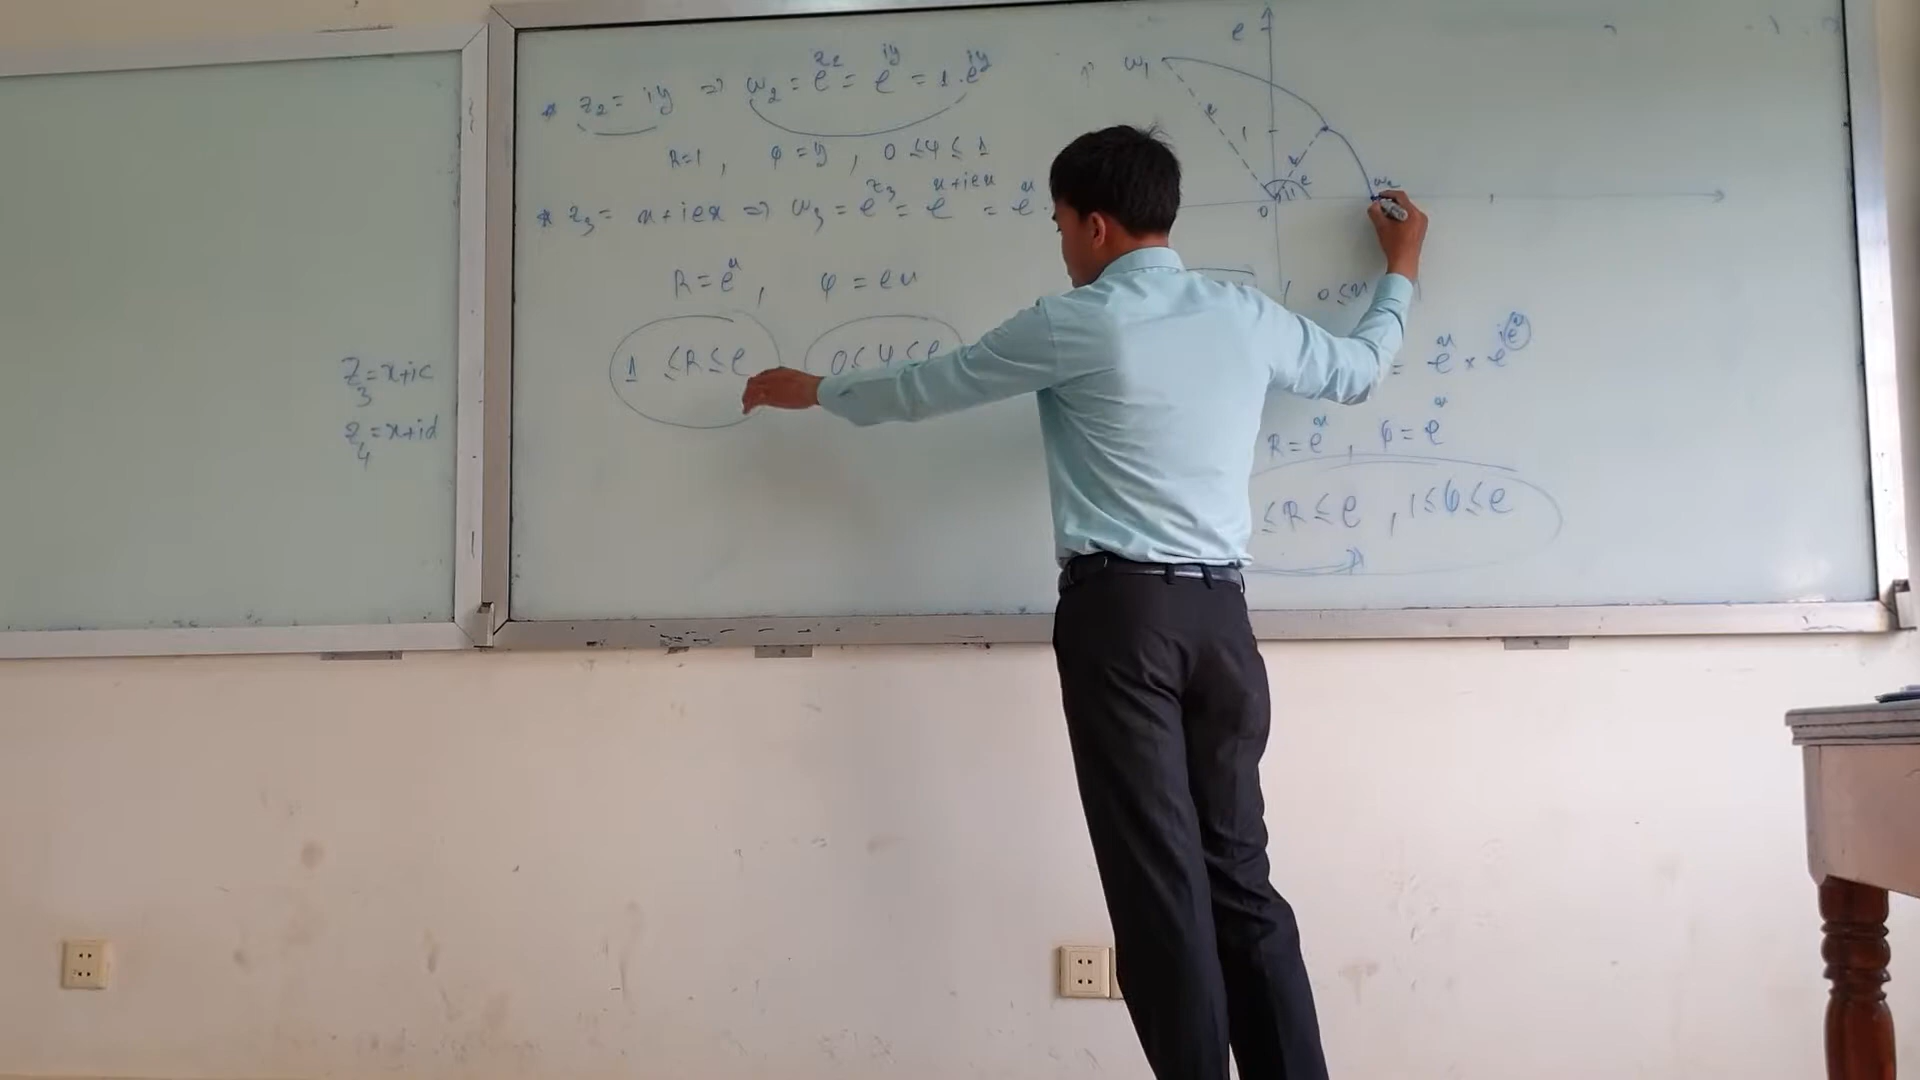 * z₂ = iy ⇒ ω₂ = e^{z₂} = e^{iy} = 1·e^{iy}
R=1 , φ=y , 0 ≤ φ ≤ 1
* z₃ = x+iex ⇒ ω₃ = e^{z₃} = e^{x+iex} = e^x ·
R = e^x , φ = ex
1 ≤ R ≤ e
0 ≤ φ ≤ e
z₃ = x+ic
z₄ = x+id
e
ω₁
e
1
e
ω₂
0
0 ≤ x
= e^x × e^{ie^x}
R = e^x , φ = e^x
≤ R ≤ e , 1 ≤ φ ≤ e